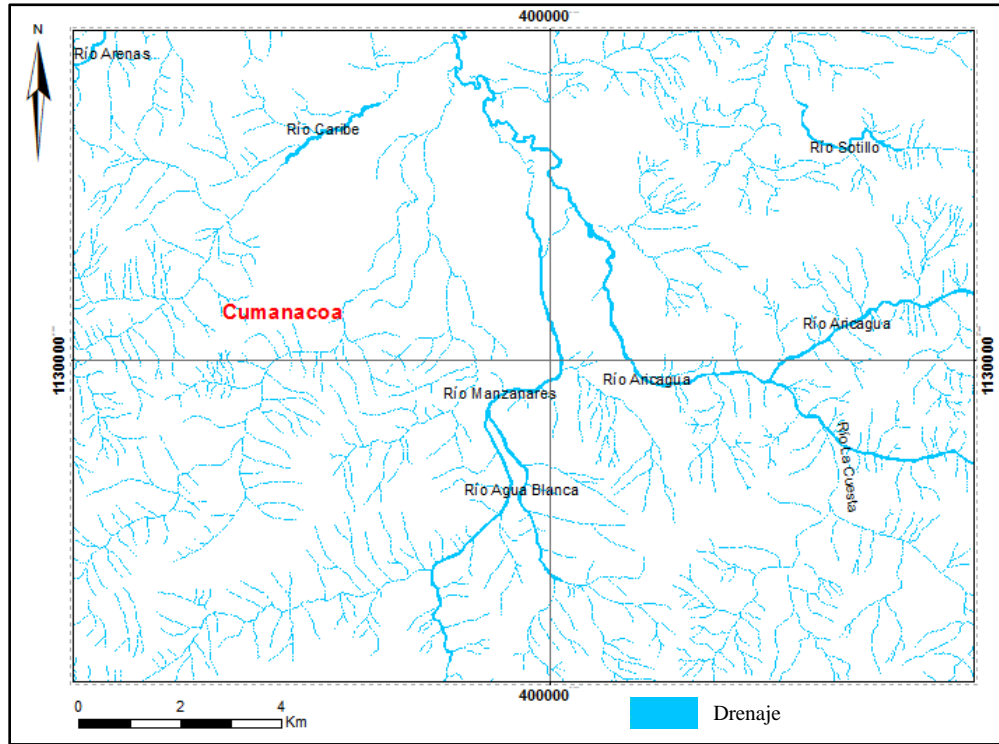 400000
N
Río Arenas
Río Caribe
Río Sotillo
Cumanacoa
Río Aricagua
1130000
1130000
Río Aricagua
Río Manzanares
Río La Cuesta
Río Agua Blanca
400000
0 2 4
Km
Drenaje